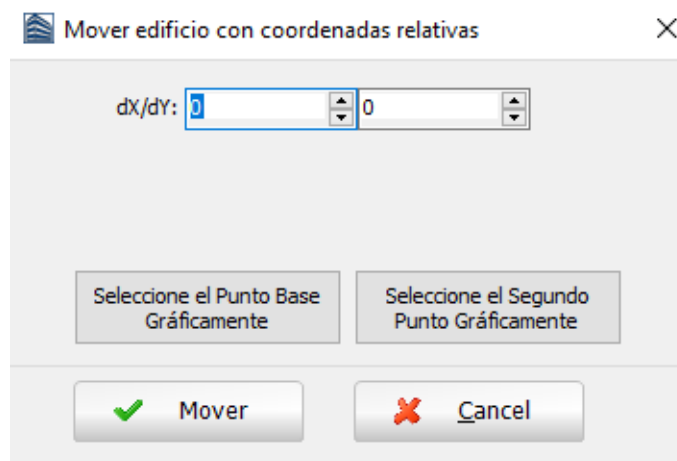 Mover edificio con coordenadas relativas
dX/dY: 0 0
Seleccione el Punto Base
Gráficamente
Seleccione el Segundo
Punto Gráficamente
Mover
Cancel